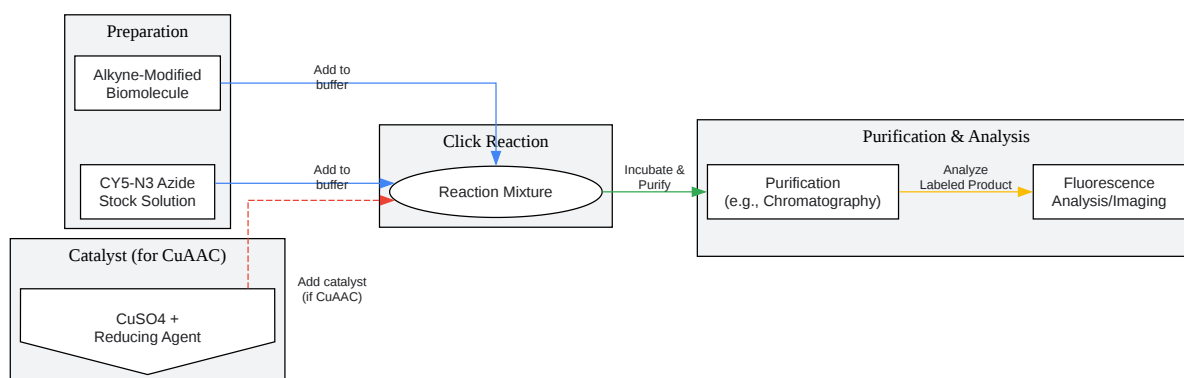 Preparation
Alkyne-Modified
Biomolecule
Add to
buffer
CY5-N3 Azide
Stock Solution
Add to
buffer
Catalyst (for CuAAC)
CuSO4 +
Reducing Agent
Add catalyst
(if CuAAC)
Click Reaction
Reaction Mixture
Incubate &
Purify
Purification & Analysis
Purification
(e.g., Chromatography)
Analyze
Labeled Product
Fluorescence
Analysis/Imaging